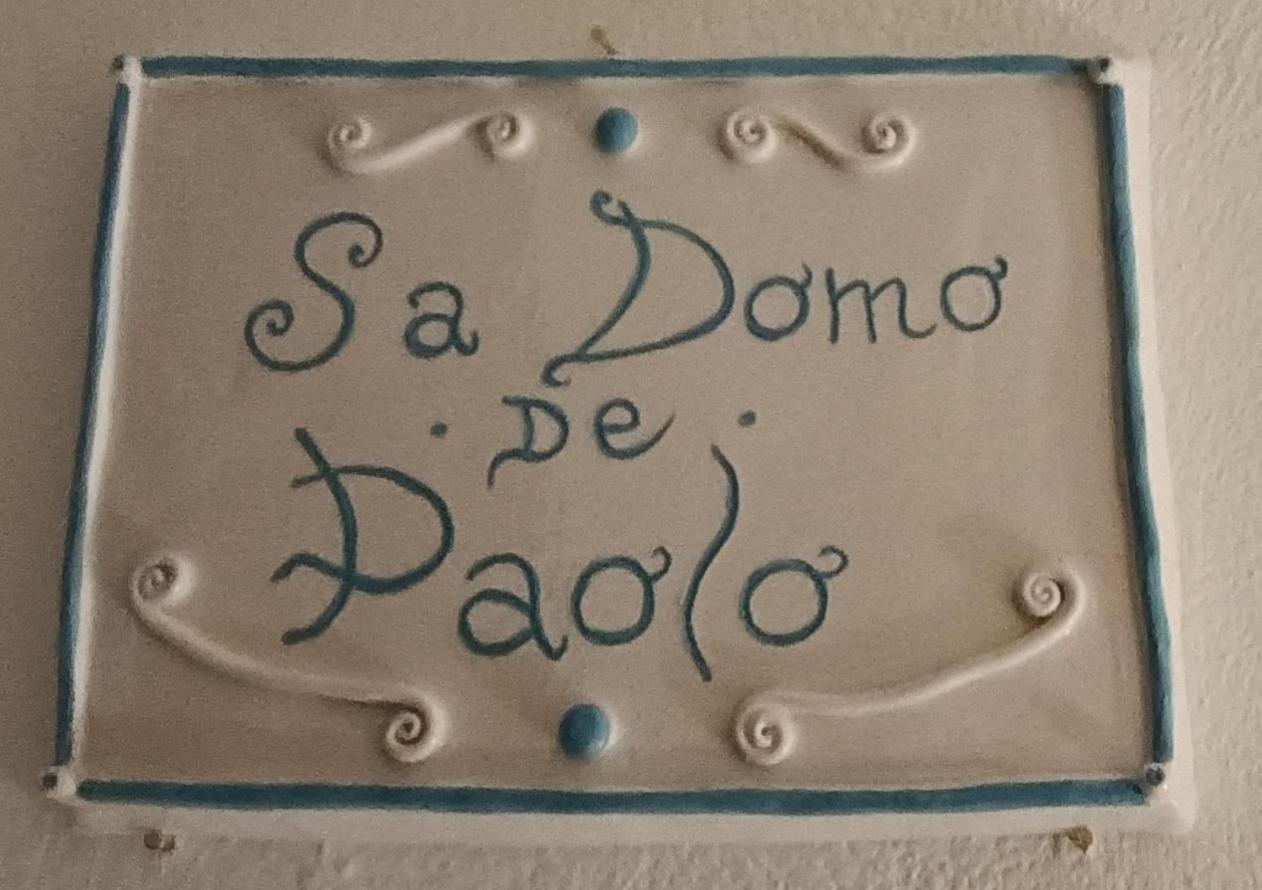 Sa Domo
· De ·
Paolo